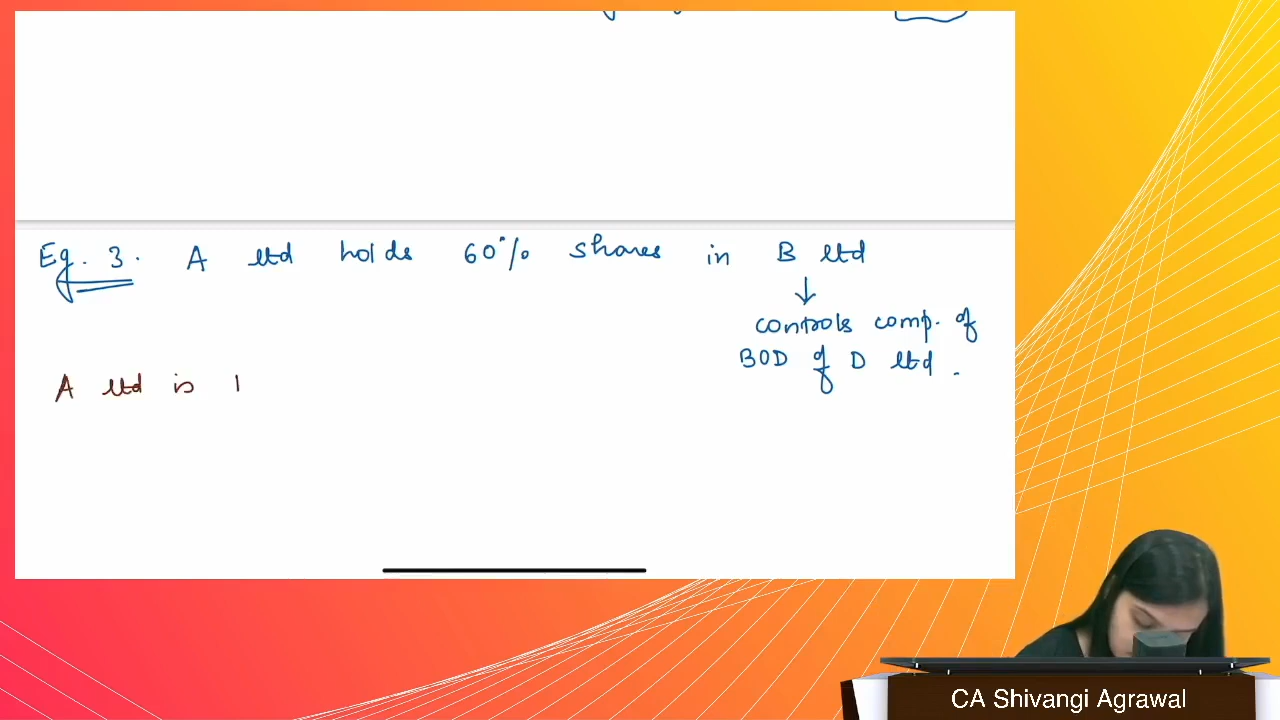 Eg. 3. A ltd holds 60% shares in B ltd
↓
controls comp. of
BOD of D ltd.
A ltd is
CA Shivangi Agrawal